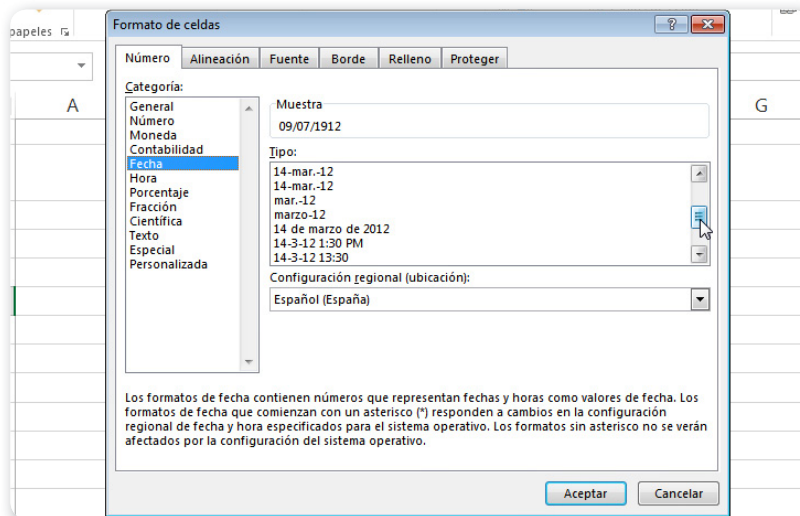 Formato de celdas
papeles
Número Alineación Fuente Borde Relleno Proteger
Categoría:
General
Número
Moneda
Contabilidad
Fecha
Hora
Porcentaje
Fracción
Científica
Texto
Especial
Personalizada
Muestra
09/07/1912
Tipo:
14-mar.-12
14-mar.-12
mar.-12
marzo-12
14 de marzo de 2012
14-3-12 1:30 PM
14-3-12 13:30
Configuración regional (ubicación):
Español (España)
Los formatos de fecha contienen números que representan fechas y horas como valores de fecha. Los
formatos de fecha que comienzan con un asterisco (*) responden a cambios en la configuración
regional de fecha y hora especificados para el sistema operativo. Los formatos sin asterisco no se verán
afectados por la configuración del sistema operativo.
Aceptar Cancelar
A G